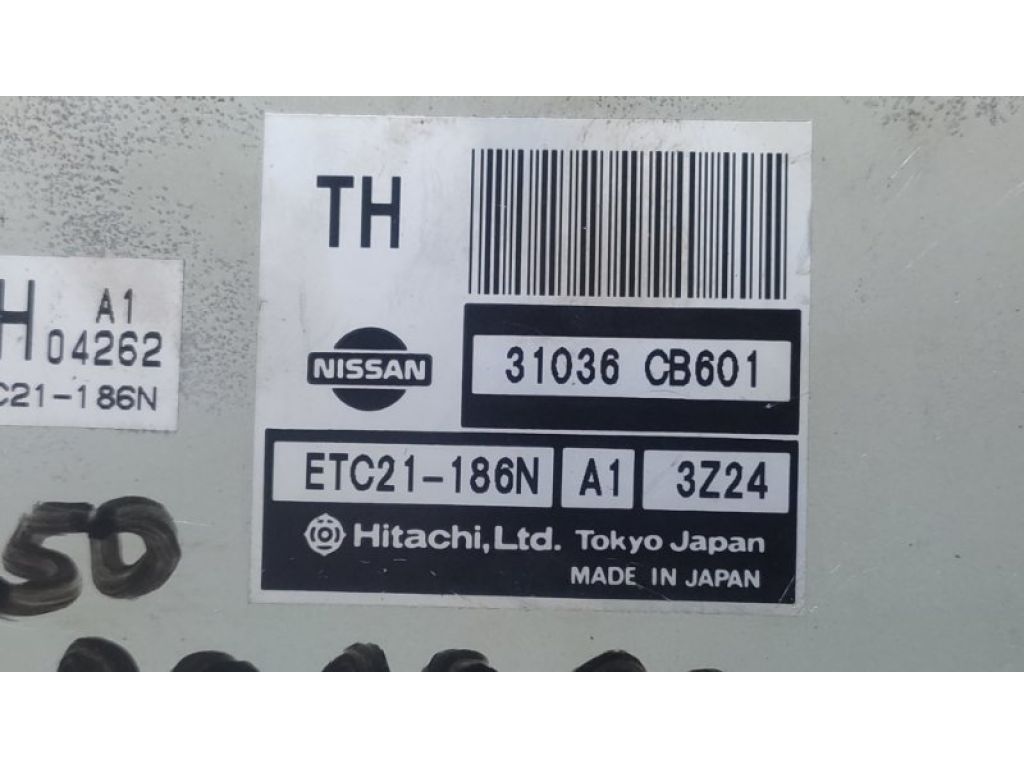 TH
NISSAN
31036 CB601
ETC21-186N A1 3Z24
Hitachi, Ltd. Tokyo Japan
MADE IN JAPAN
H A1
04262
C21-186N
50